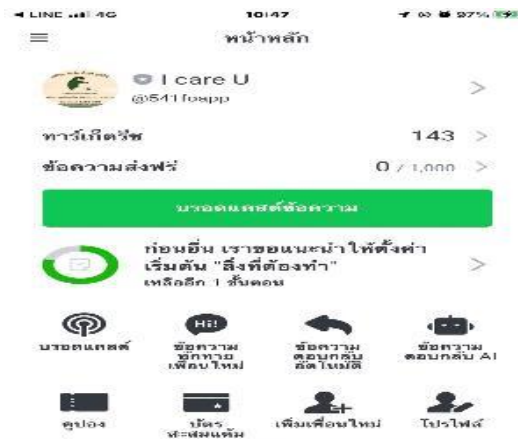 LINE 4G 10:47 97%
หน้าหลัก
I care U
ทาร์เก็ตรีช 143
ข้อความส่งฟรี 0 / 1,000
บรอดแคสต์ข้อความ
ก่อนอื่น เราขอแนะนำให้ตั้งค่า
เริ่มต้น "สิ่งที่ต้องทำ"
เหลืออีก 1 ขั้นตอน
Hi!
บรอดแคสต์ ข้อความทักทายเพื่อนใหม่ ข้อความตอบกลับอัตโนมัติ ข้อความตอบกลับ AI
คูปอง บัตรสะสมแต้ม เพิ่มเพื่อนใหม่ โปรไฟล์